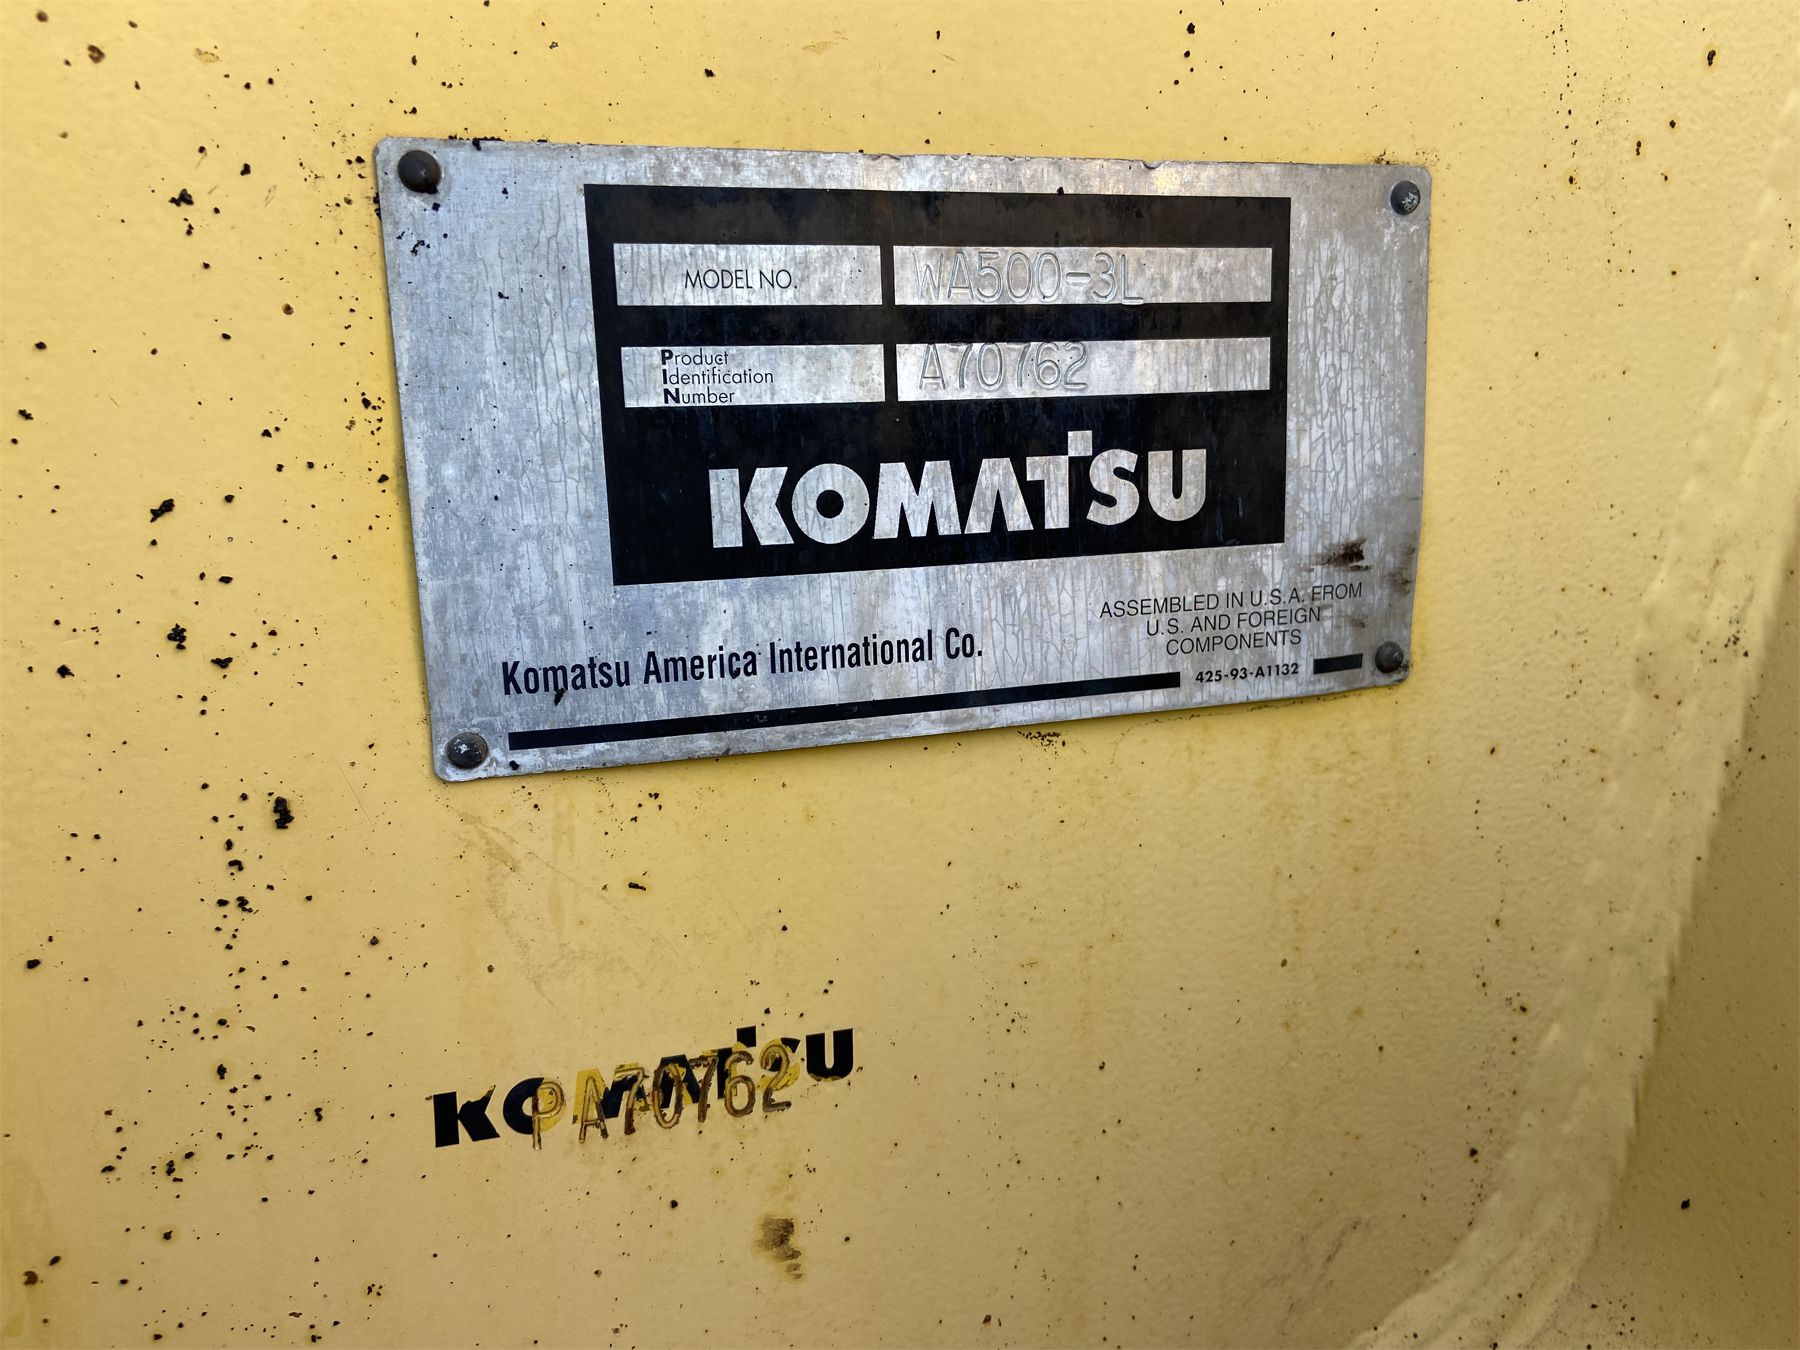 MODEL NO. WA500-3L
Product
Identification
Number
A70762
KOMATSU
ASSEMBLED IN U.S.A. FROM
U.S. AND FOREIGN
COMPONENTS
Komatsu America International Co.
425-93-A1132
KOMATSU
PA70762